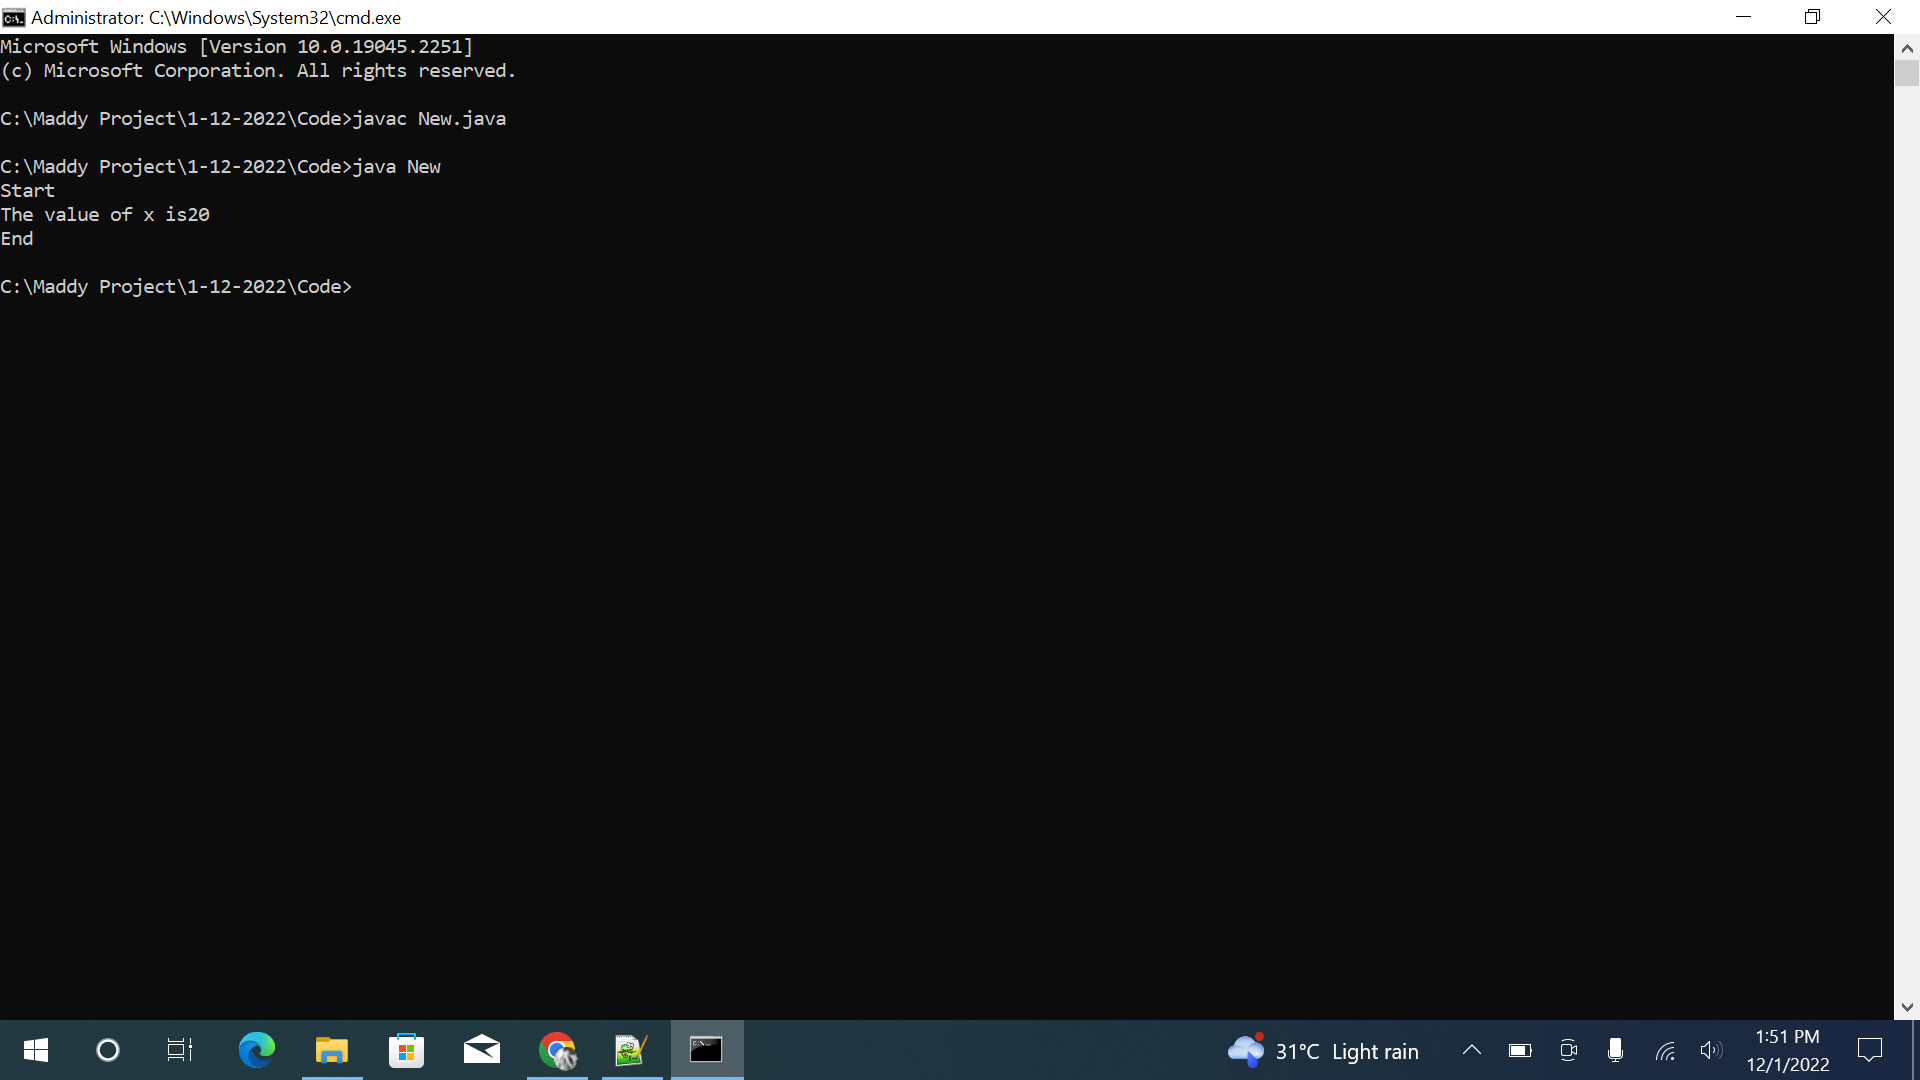 Administrator: C:\Windows\System32\cmd.exe
Microsoft Windows [Version 10.0.19045.2251]
(c) Microsoft Corporation. All rights reserved.
C:\Maddy Project\1-12-2022\Code>javac New.java
C:\Maddy Project\1-12-2022\Code>java New
Start
The value of x is20
End
C:\Maddy Project\1-12-2022\Code>
31°C Light rain
1:51 PM
12/1/2022